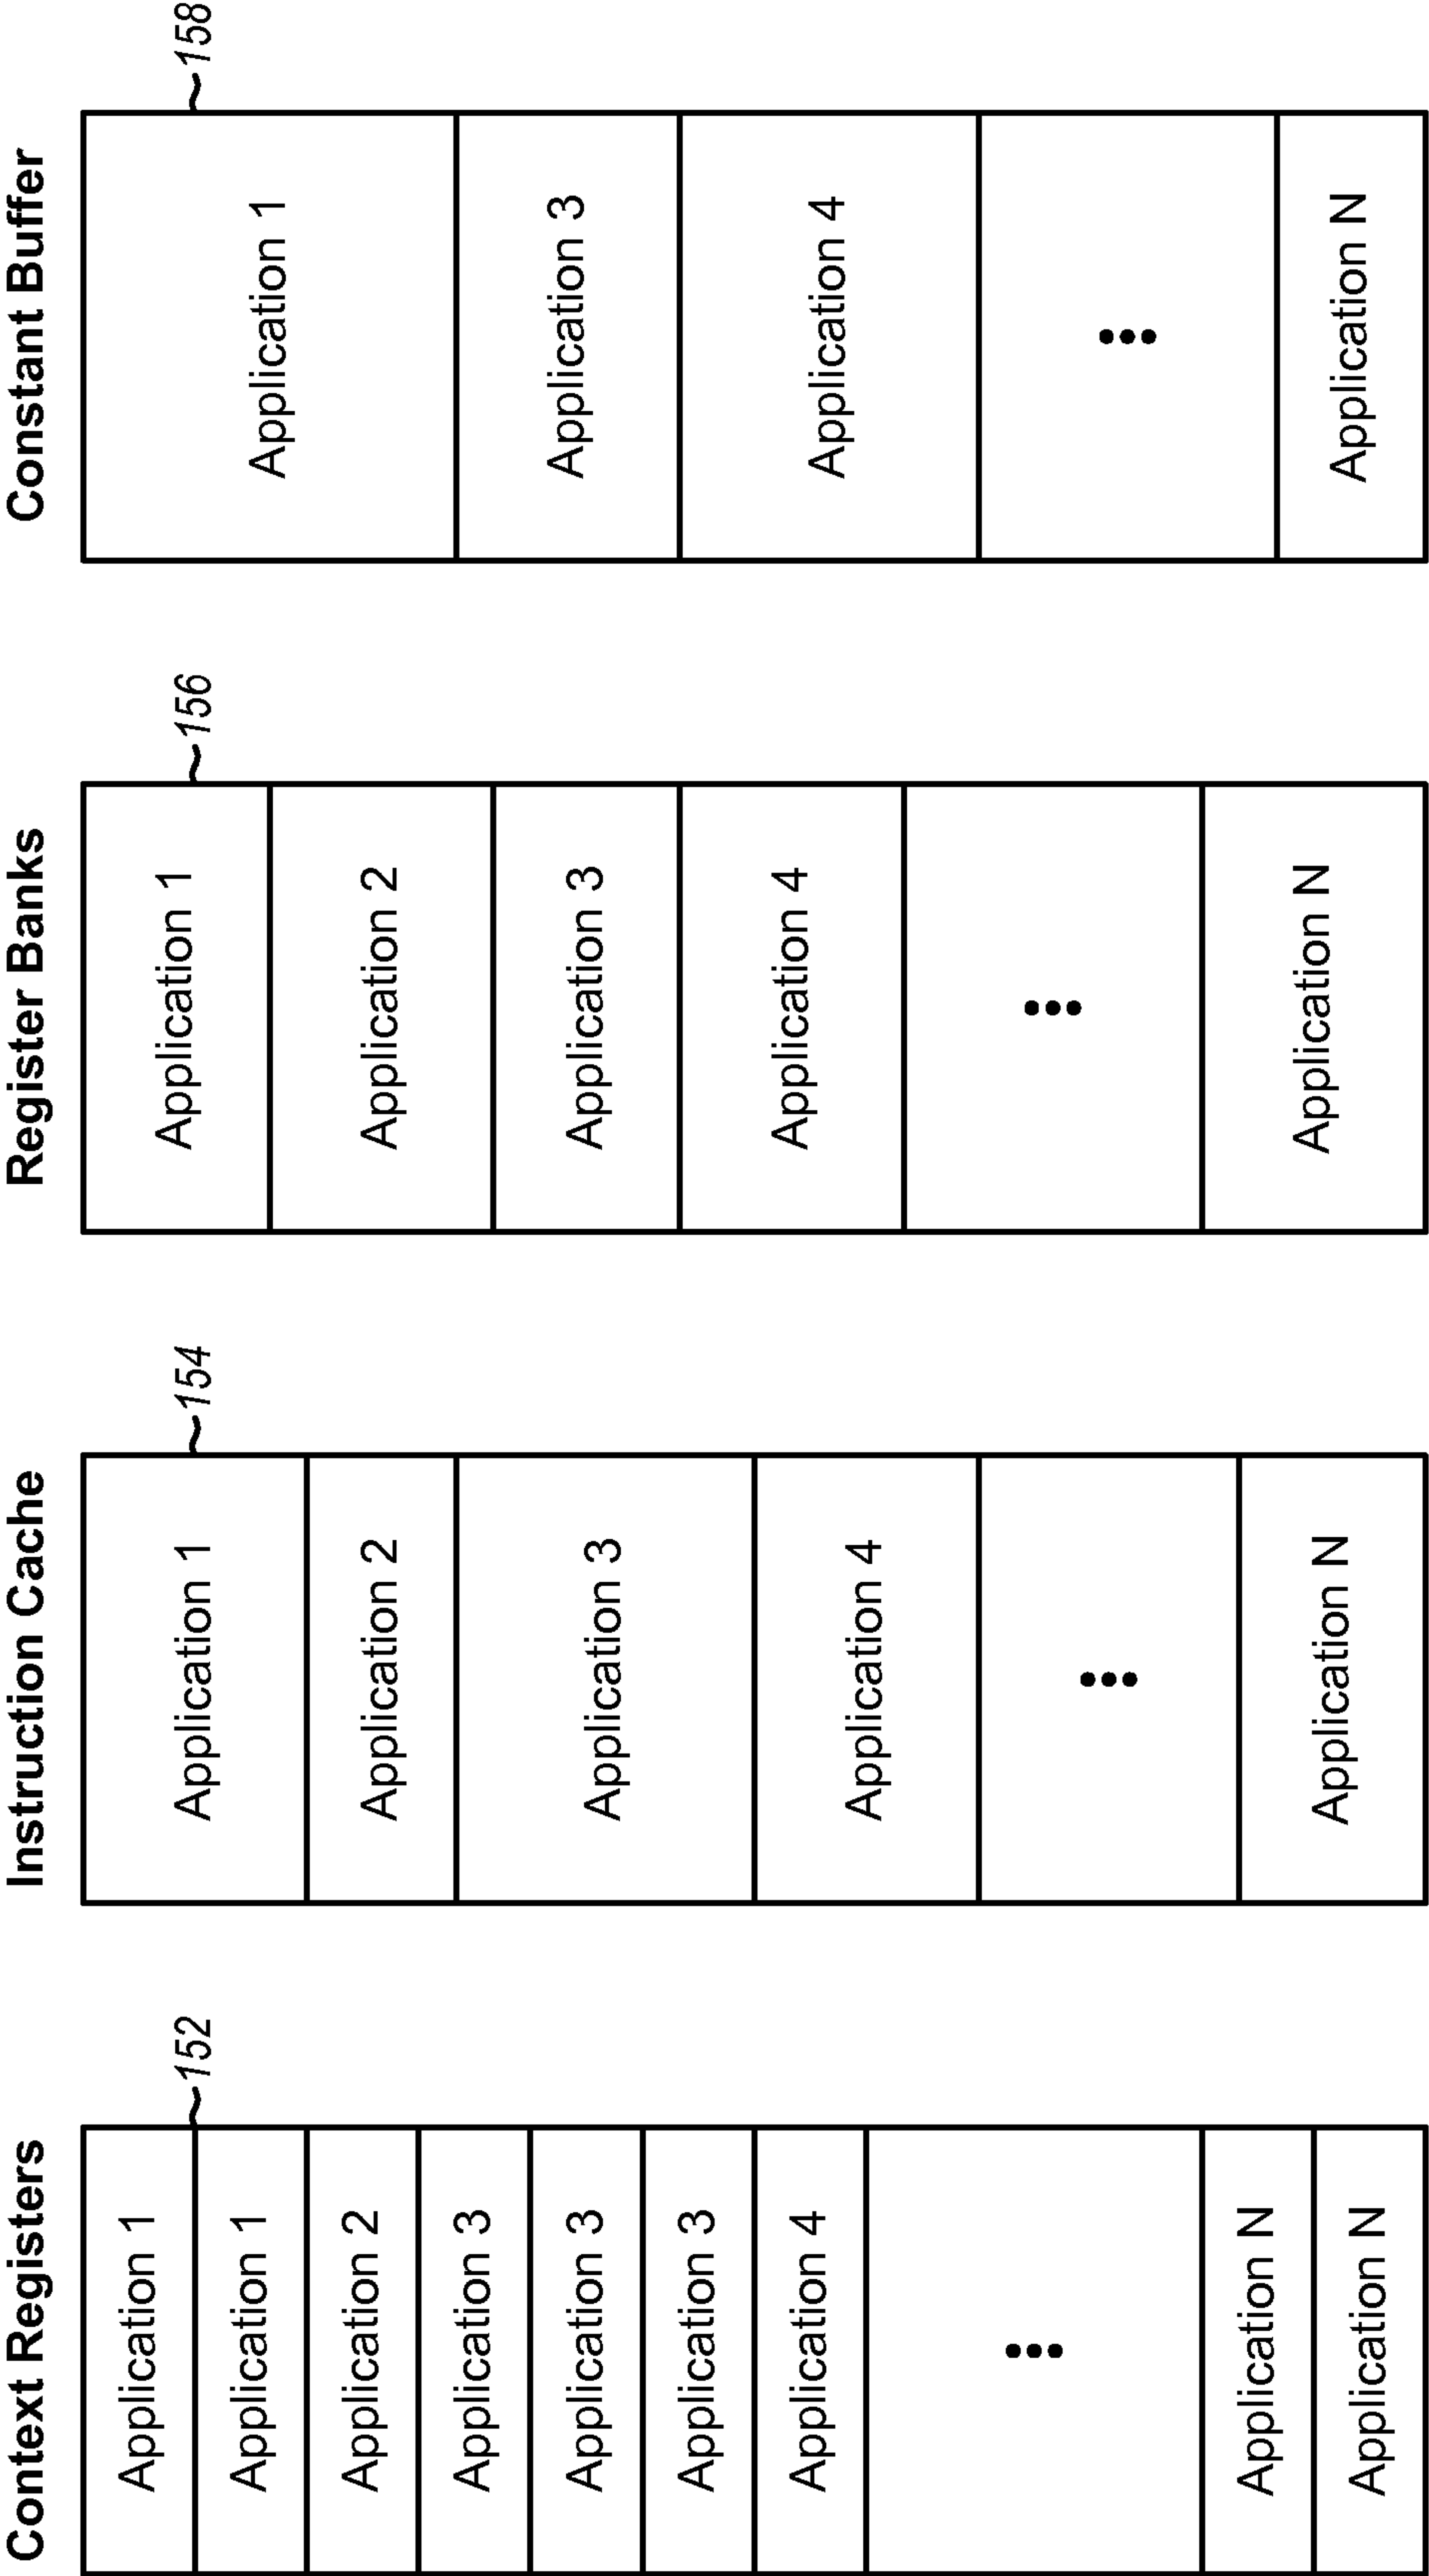 Context Registers
152
Application 1
Application 1
Application 2
Application 3
Application 3
Application 3
Application 4
Application N
Application N
Instruction Cache
154
Application 1
Application 2
Application 3
Application 4
Application N
Register Banks
156
Application 1
Application 2
Application 3
Application 4
Application N
Constant Buffer
158
Application 1
Application 3
Application 4
Application N